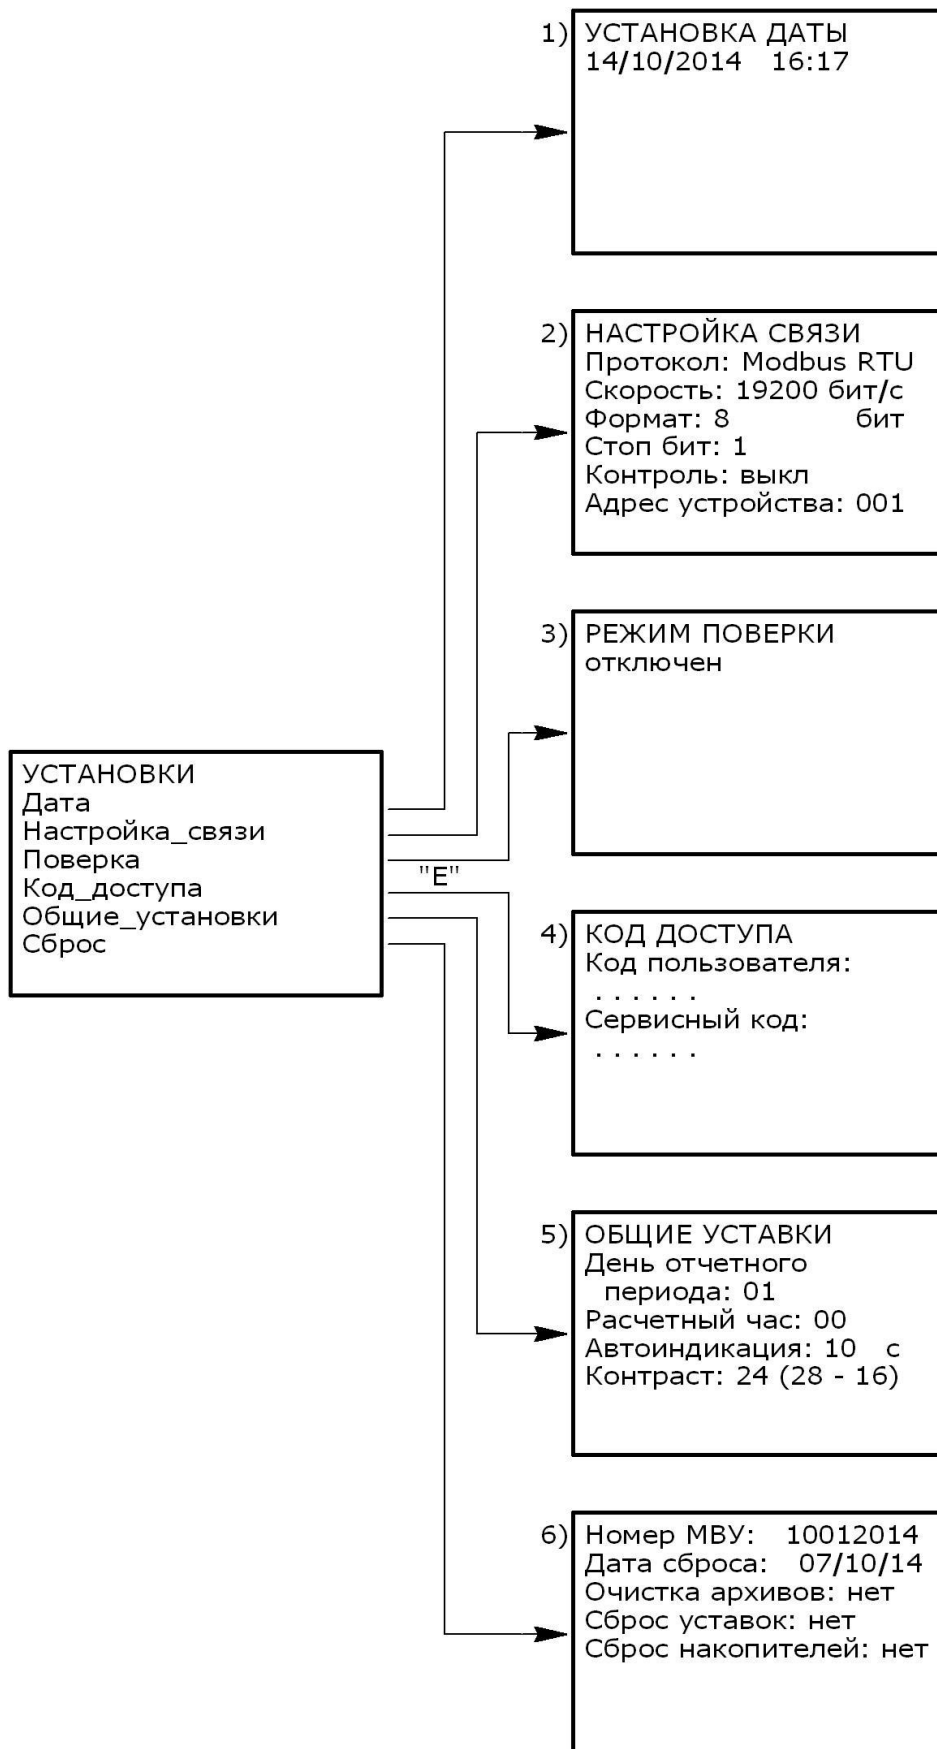 1) УСТАНОВКА ДАТЫ
14/10/2014 16:17
2) НАСТРОЙКА СВЯЗИ
Протокол: Modbus RTU
Скорость: 19200 бит/с
Формат: 8 бит
Стоп бит: 1
Контроль: выкл
Адрес устройства: 001
3) РЕЖИМ ПОВЕРКИ
отключен
УСТАНОВКИ
Дата
Настройка_связи
Поверка
Код_доступа
Общие_установки
Сброс
"Е"
4) КОД ДОСТУПА
Код пользователя:
. . . . . .
Сервисный код:
. . . . . .
5) ОБЩИЕ УСТАВКИ
День отчетного
периода: 01
Расчетный час: 00
Автоиндикация: 10 с
Контраст: 24 (28 - 16)
6) Номер МВУ: 10012014
Дата сброса: 07/10/14
Очистка архивов: нет
Сброс уставок: нет
Сброс накопителей: нет